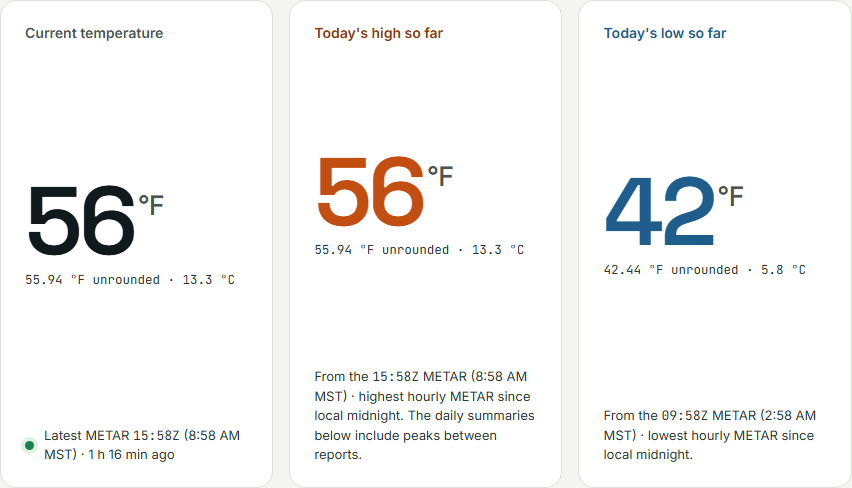 Current temperature
56 °F
55.94 °F unrounded · 13.3 °C
Latest METAR 15:58Z (8:58 AM
MST) · 1 h 16 min ago
Today's high so far
56 °F
55.94 °F unrounded · 13.3 °C
From the 15:58Z METAR (8:58 AM
MST) · highest hourly METAR since
local midnight. The daily summaries
below include peaks between
reports.
Today's low so far
42 °F
42.44 °F unrounded · 5.8 °C
From the 09:58Z METAR (2:58 AM
MST) · lowest hourly METAR since
local midnight.